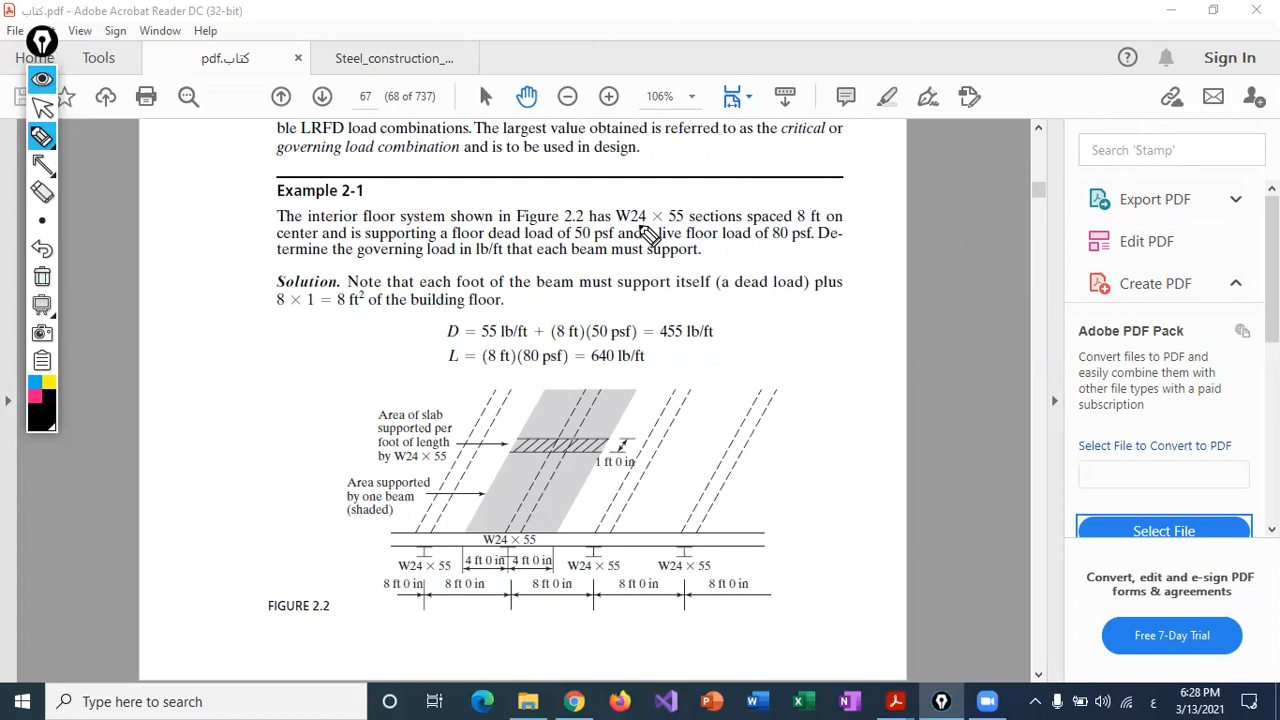 كتاب.pdf - Adobe Acrobat Reader DC (32-bit)
File View Sign Window Help
Home Tools كتاب.pdf × Steel_construction_...
Sign In
67 (68 of 737) 106%
ble LRFD load combinations. The largest value obtained is referred to as the critical or
governing load combination and is to be used in design.
Example 2-1
The interior floor system shown in Figure 2.2 has W24 × 55 sections spaced 8 ft on
center and is supporting a floor dead load of 50 psf and live floor load of 80 psf. De-
termine the governing load in lb/ft that each beam must support.
Solution. Note that each foot of the beam must support itself (a dead load) plus
8 × 1 = 8 ft² of the building floor.
D = 55 lb/ft + (8 ft)(50 psf) = 455 lb/ft
L = (8 ft)(80 psf) = 640 lb/ft
Area of slab
supported per
foot of length
by W24 × 55
1 ft 0 in
Area supported
by one beam
(shaded)
W24 × 55
4 ft 0 in 4 ft 0 in
W24 × 55 W24 × 55 W24 × 55
8 ft 0 in 8 ft 0 in 8 ft 0 in 8 ft 0 in 8 ft 0 in
FIGURE 2.2
Search 'Stamp'
Export PDF
Edit PDF
Create PDF
Adobe PDF Pack
Convert files to PDF and
easily combine them with
other file types with a paid
subscription
Select File to Convert to PDF
Select File
Convert, edit and e-sign PDF
forms & agreements
Free 7-Day Trial
Type here to search
ع
6:28 PM
3/13/2021